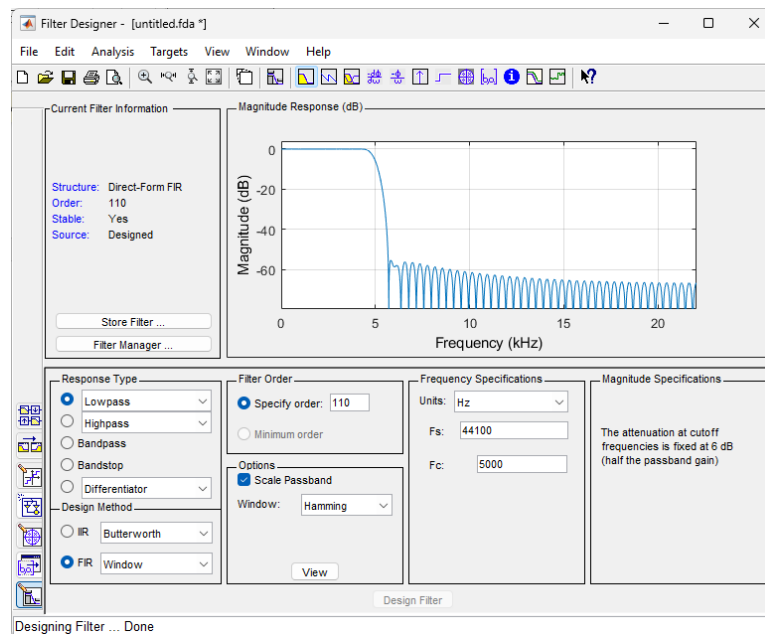 Filter Designer - [untitled.fda *]
File Edit Analysis Targets View Window Help
Current Filter Information
Structure: Direct-Form FIR
Order: 110
Stable: Yes
Source: Designed
Store Filter ...
Filter Manager ...
Magnitude Response (dB)
Magnitude (dB)
0
-20
-40
-60
0 5 10 15 20
Frequency (kHz)
Response Type
Lowpass
Highpass
Bandpass
Bandstop
Differentiator
Design Method
IIR Butterworth
FIR Window
Filter Order
Specify order: 110
Minimum order
Options
Scale Passband
Window: Hamming
View
Frequency Specifications
Units: Hz
Fs: 44100
Fc: 5000
Magnitude Specifications
The attenuation at cutoff
frequencies is fixed at 6 dB
(half the passband gain)
Design Filter
Designing Filter ... Done